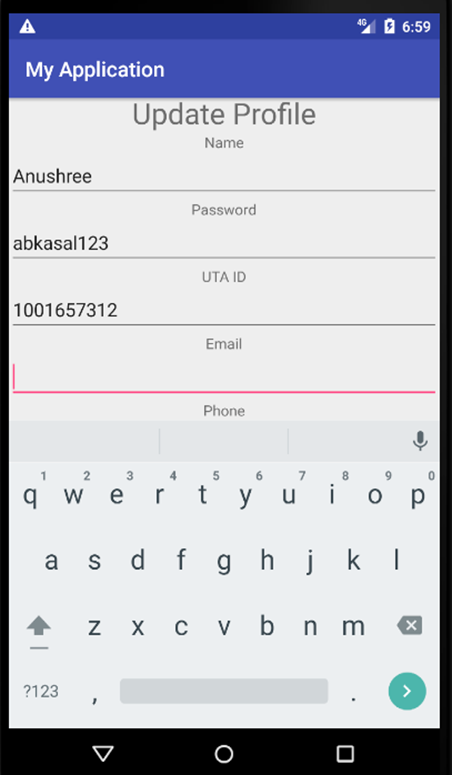 4G 6:59
My Application
Update Profile
Name
Anushree
Password
abkasal123
UTA ID
1001657312
Email
Phone
1 2 3 4 5 6 7 8 9 0
q w e r t y u i o p
a s d f g h j k l
z x c v b n m
?123 , .